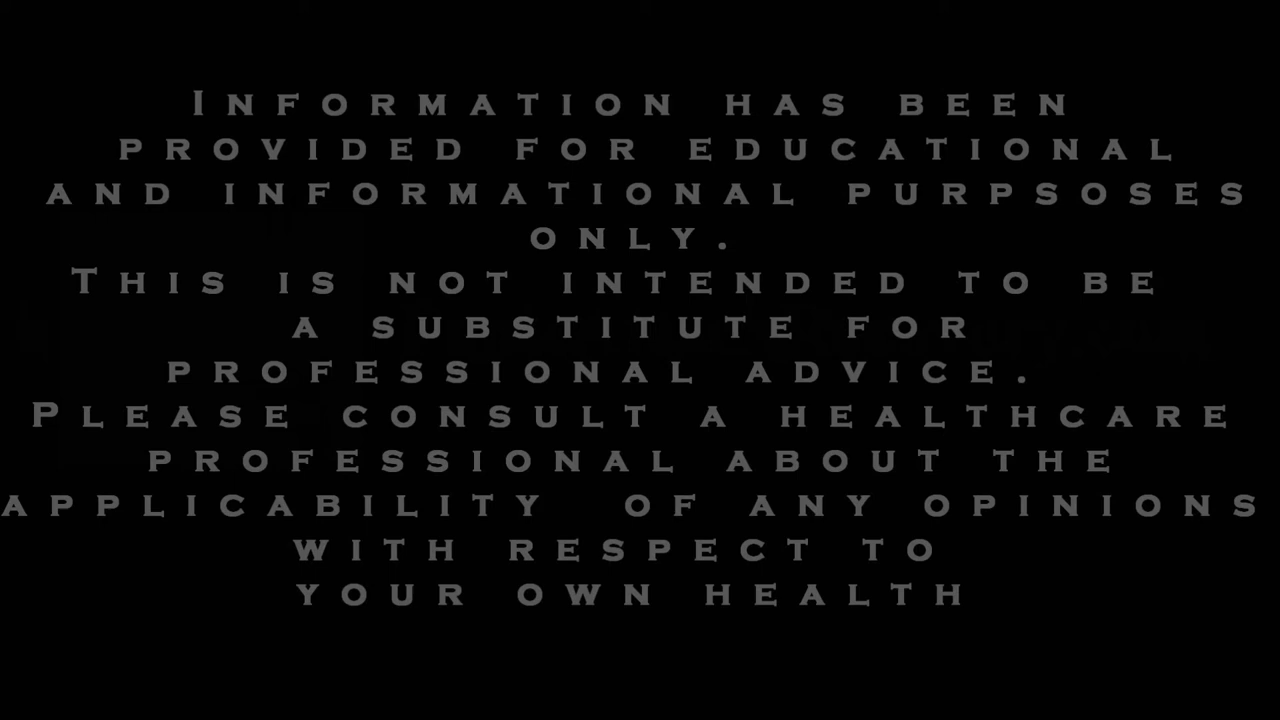 Information has been
provided for educational
and informational purpsoses
only.
This is not intended to be
a substitute for
professional advice.
Please consult a healthcare
professional about the
applicability of any opinions
with respect to
your own health